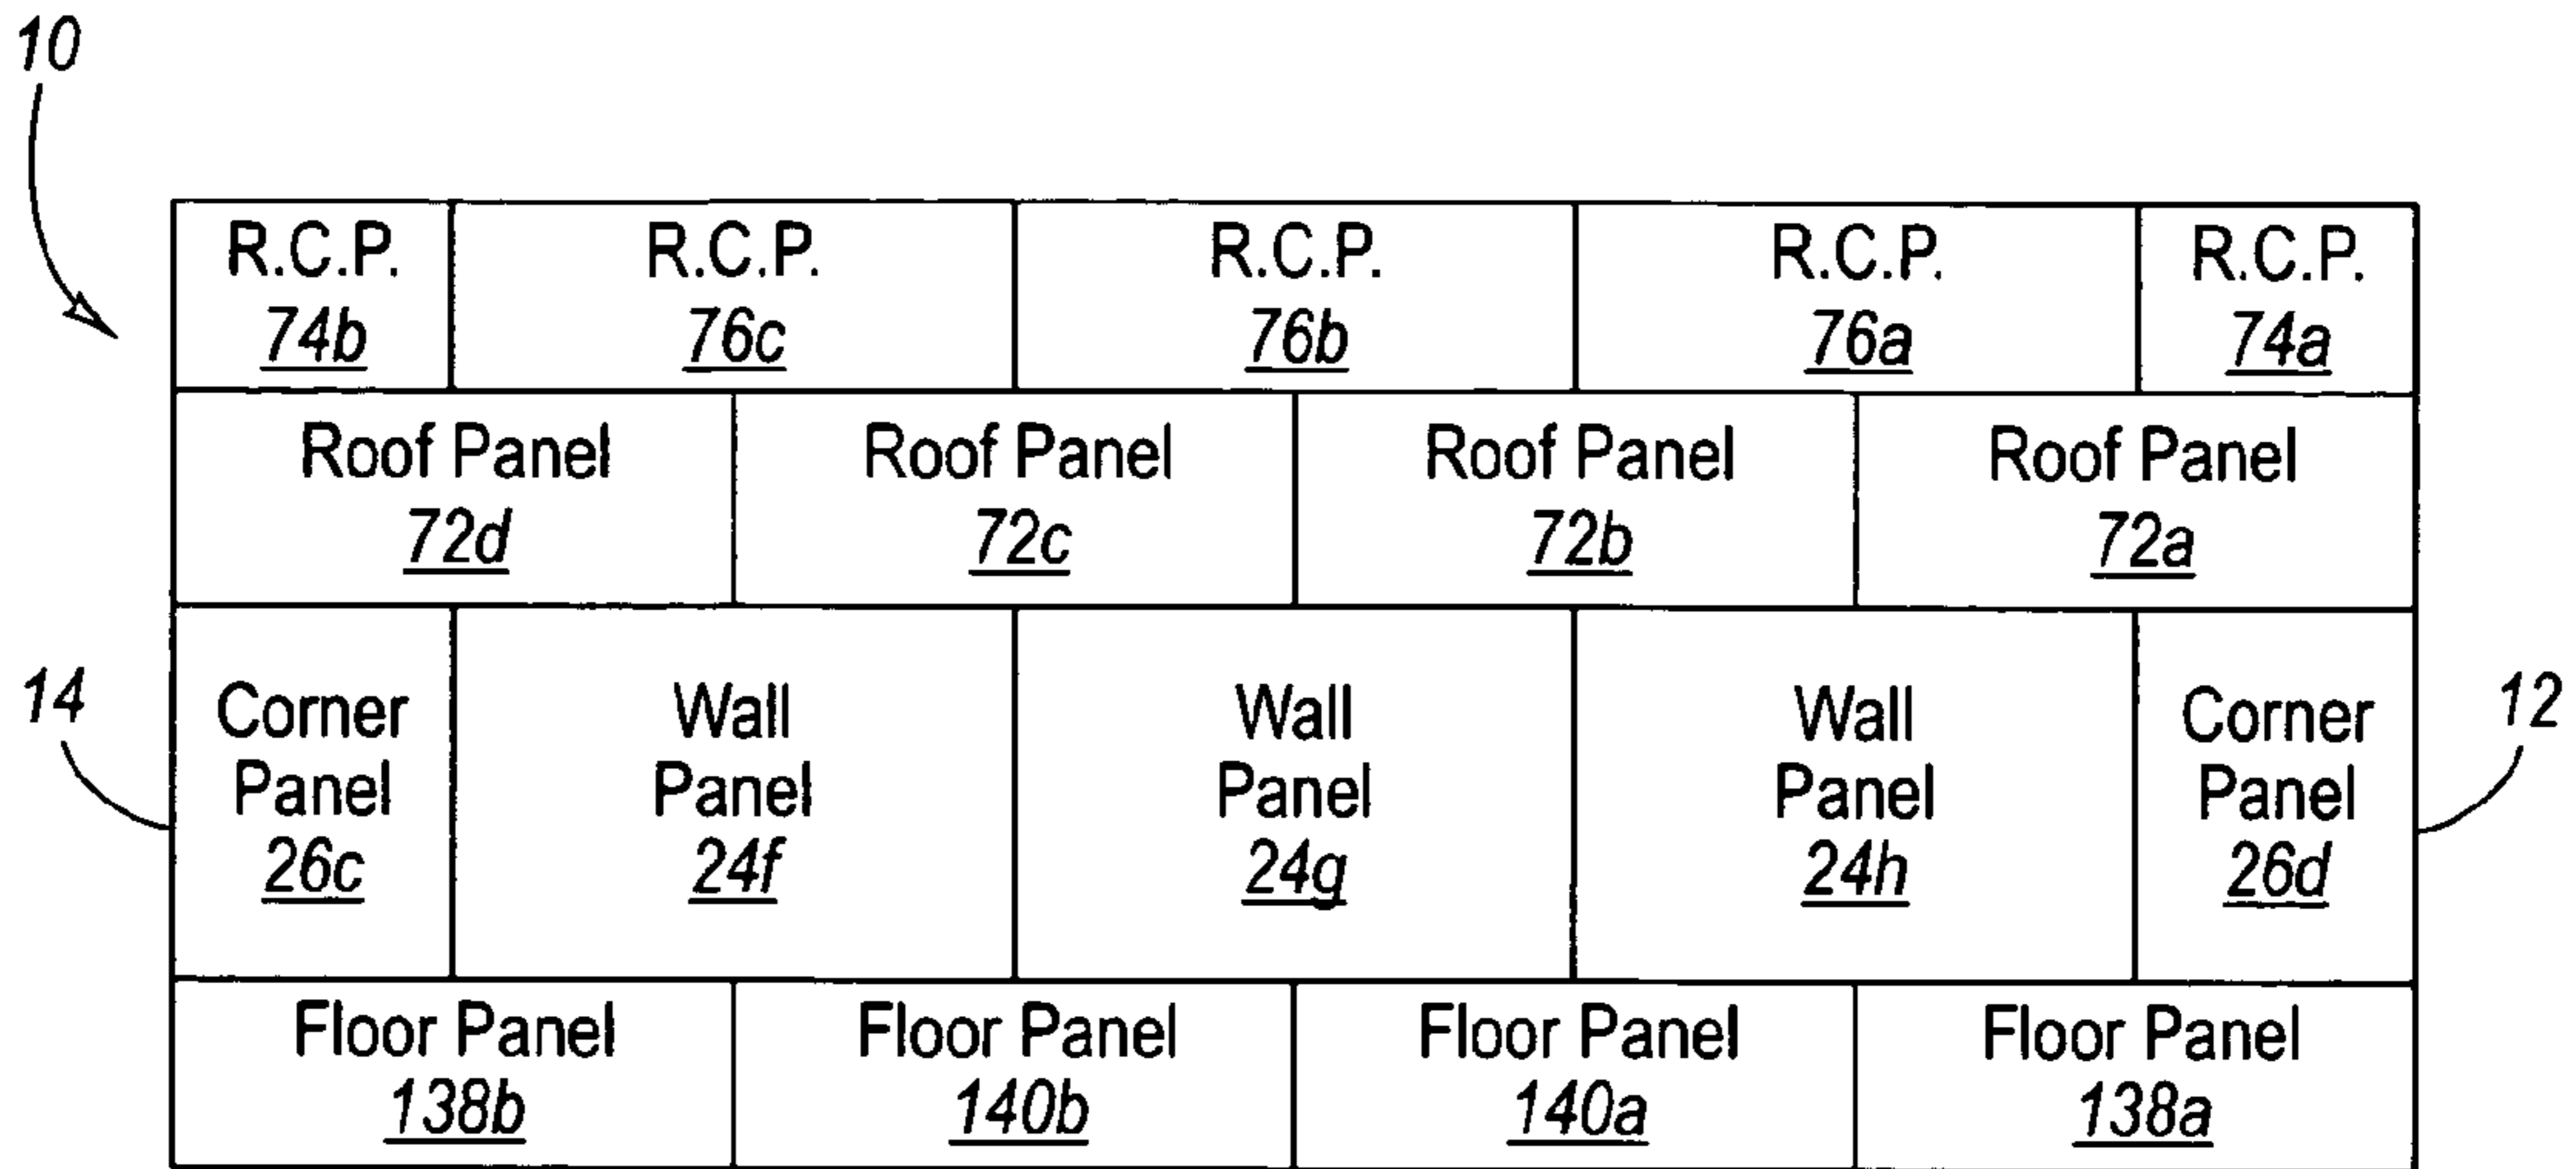 10
R.C.P. R.C.P. R.C.P. R.C.P. R.C.P.
74b 76c 76b 76a 74a
Roof Panel Roof Panel Roof Panel Roof Panel
72d 72c 72b 72a
14 Corner Wall Wall Wall Corner 12
Panel Panel Panel Panel Panel
26c 24f 24g 24h 26d
Floor Panel Floor Panel Floor Panel Floor Panel
138b 140b 140a 138a